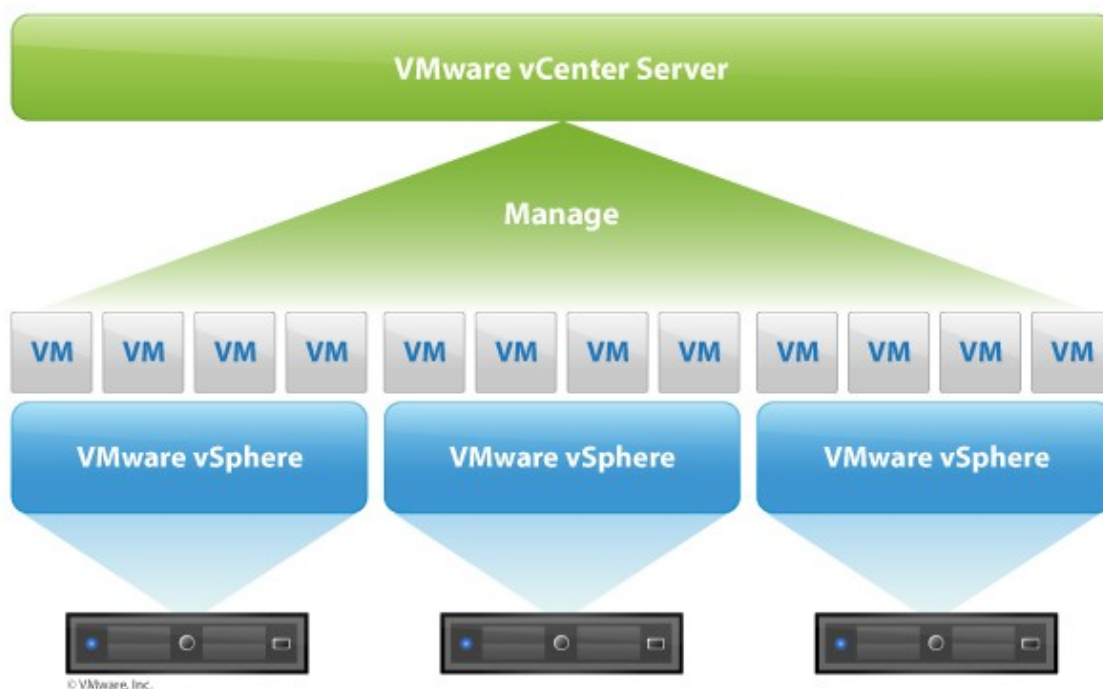 VMware vCenter Server
Manage
VM VM VM VM VM VM VM VM VM VM VM VM
VMware vSphere VMware vSphere VMware vSphere
© VMware, Inc.